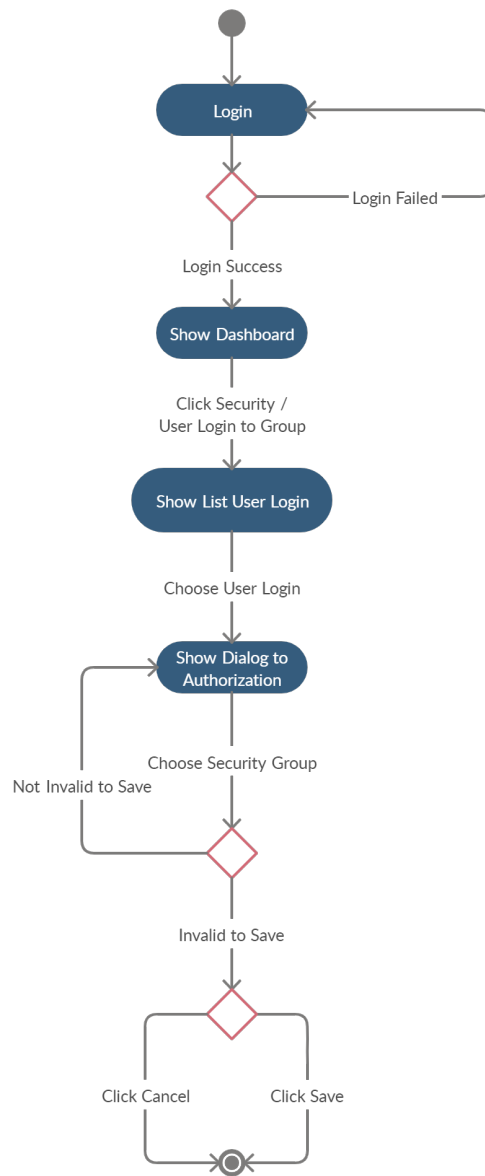 Login
Login Failed
Login Success
Show Dashboard
Click Security /
User Login to Group
Show List User Login
Choose User Login
Show Dialog to
Authorization
Choose Security Group
Not Invalid to Save
Invalid to Save
Click Cancel
Click Save